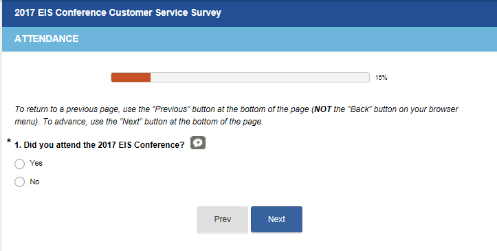 2017 EIS Conference Customer Service Survey
ATTENDANCE
15%
To return to a previous page, use the "Previous" button at the bottom of the page (NOT the "Back" button on your browser
menu). To advance, use the "Next" button at the bottom of the page.
* 1. Did you attend the 2017 EIS Conference?
Yes
No
Prev Next